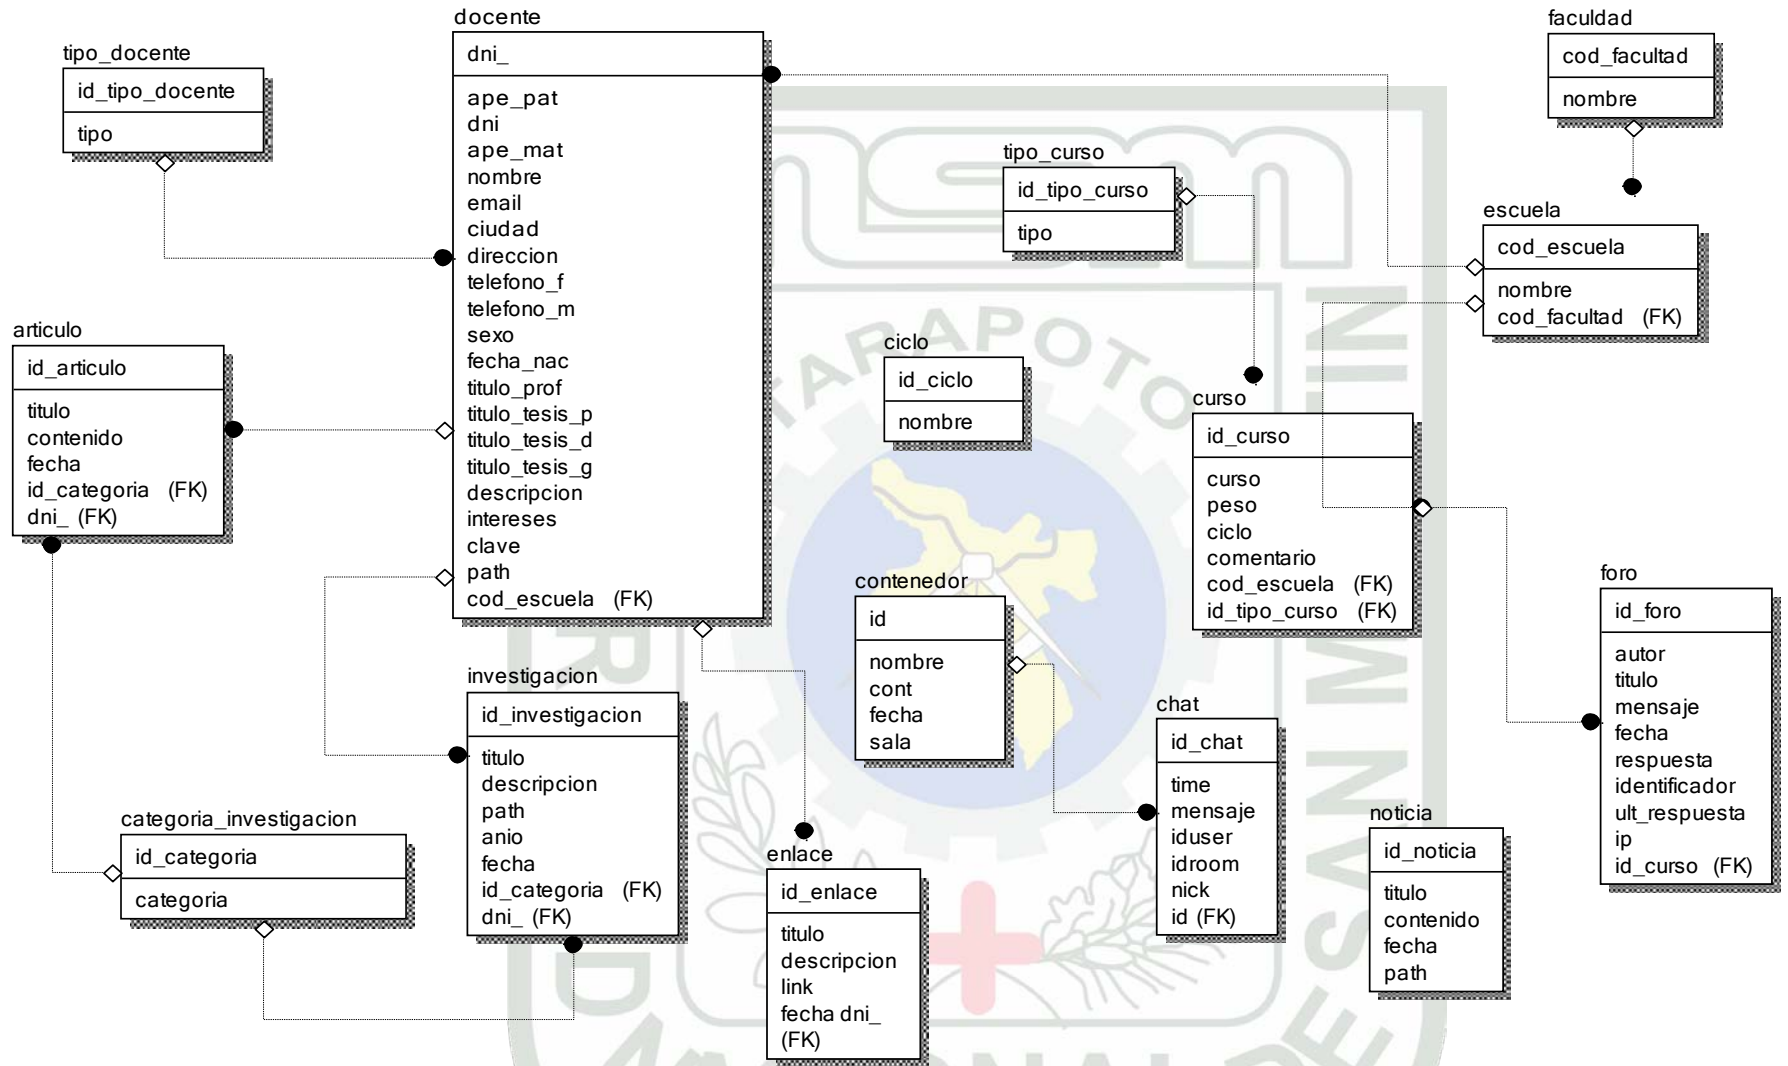 docente
dni_
ape_pat
dni
ape_mat
nombre
email
ciudad
direccion
telefono_f
telefono_m
sexo
fecha_nac
titulo_prof
titulo_tesis_p
titulo_tesis_d
titulo_tesis_g
descripcion
intereses
clave
path
cod_escuela (FK)
tipo_docente
id_tipo_docente
tipo
faculdad
cod_facultad
nombre
tipo_curso
id_tipo_curso
tipo
escuela
cod_escuela
nombre
cod_facultad (FK)
articulo
id_articulo
titulo
contenido
fecha
id_categoria (FK)
dni_ (FK)
ciclo
id_ciclo
nombre
curso
id_curso
curso
peso
ciclo
comentario
cod_escuela (FK)
id_tipo_curso (FK)
contenedor
id
nombre
cont
fecha
sala
foro
id_foro
autor
titulo
mensaje
fecha
respuesta
identificador
ult_respuesta
ip
id_curso (FK)
investigacion
id_investigacion
titulo
descripcion
path
anio
fecha
id_categoria (FK)
dni_ (FK)
chat
id_chat
time
mensaje
iduser
idroom
nick
id (FK)
categoria_investigacion
id_categoria
categoria
enlace
id_enlace
titulo
descripcion
link
fecha dni_
(FK)
noticia
id_noticia
titulo
contenido
fecha
path
TARAPOTO
DE SAN M
IN